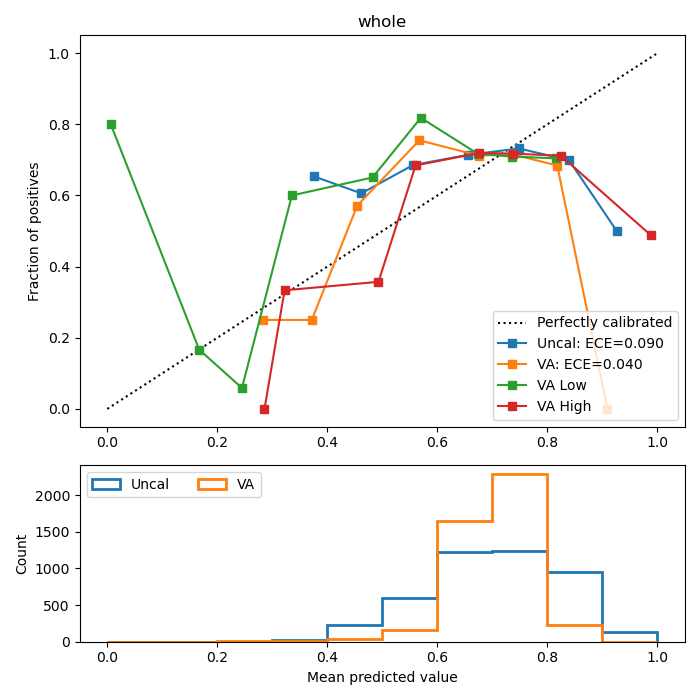 whole
1.0
0.8
0.6
0.4
0.2
0.0
Fraction of positives
Perfectly calibrated
Uncal: ECE=0.090
VA: ECE=0.040
VA Low
VA High
0.0 0.2 0.4 0.6 0.8 1.0
Uncal VA
2000
1500
1000
500
0
Count
0.0 0.2 0.4 0.6 0.8 1.0
Mean predicted value